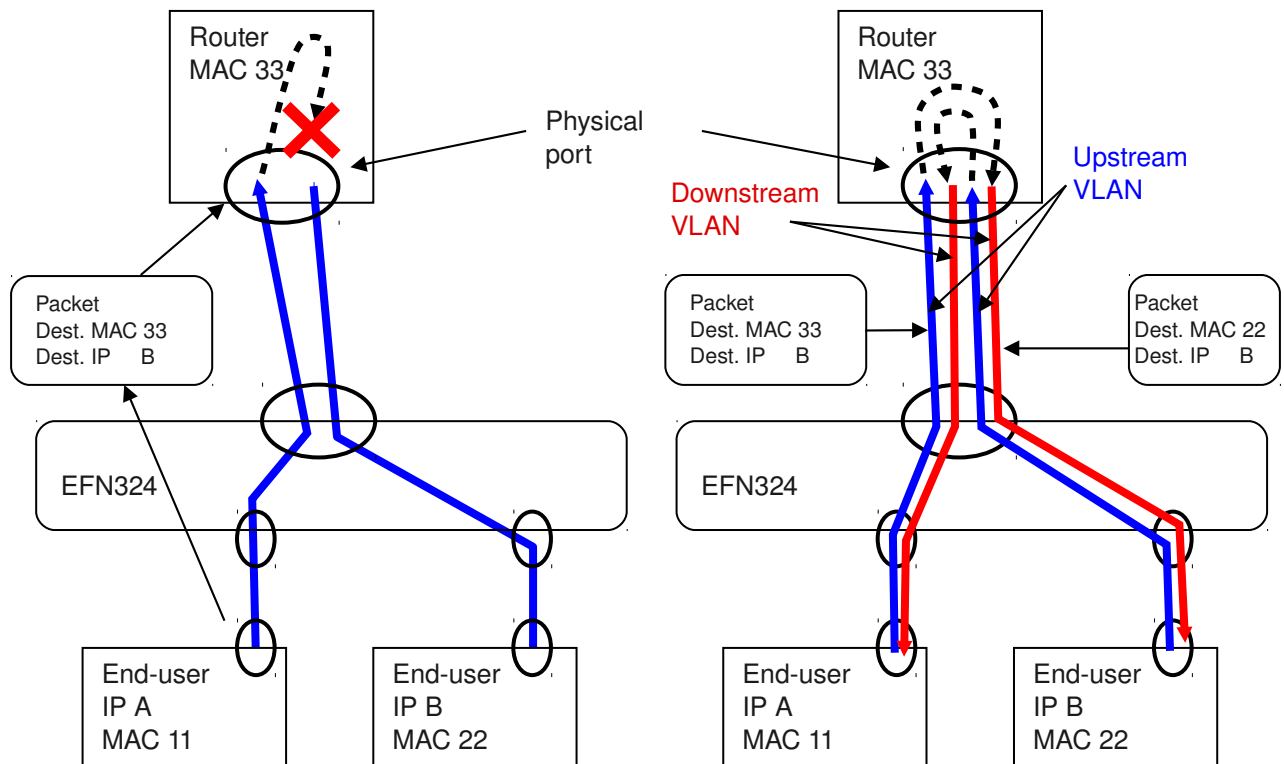 Router
MAC 33
Physical
port
Packet
Dest. MAC 33
Dest. IP B
EFN324
End-user
IP A
MAC 11
End-user
IP B
MAC 22
Router
MAC 33
Downstream
VLAN
Upstream
VLAN
Packet
Dest. MAC 33
Dest. IP B
Packet
Dest. MAC 22
Dest. IP B
EFN324
End-user
IP A
MAC 11
End-user
IP B
MAC 22